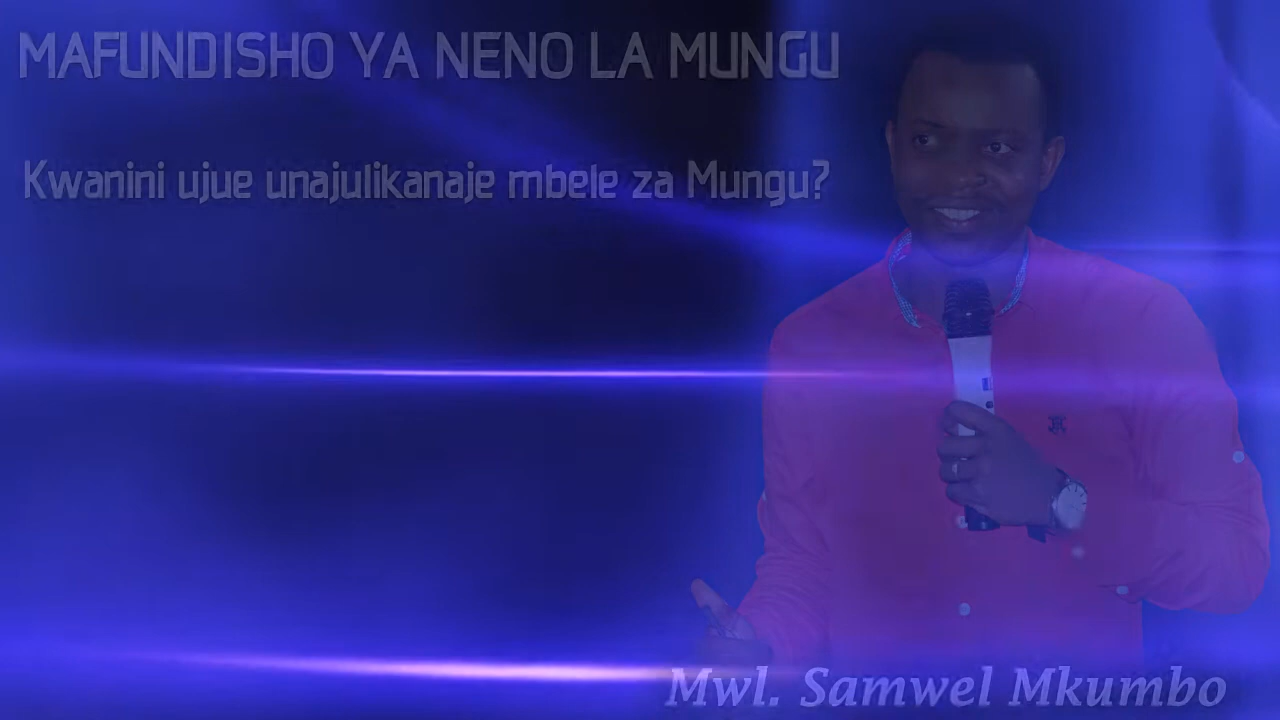 MAFUNDISHO YA NENO LA MUNGU
Kwanini ujue unajulikanaje mbele za Mungu?
Mwl. Samwel Mkumbo